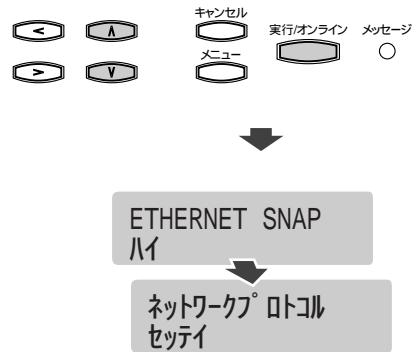 キャンセル
実行/オンライン メッセージ
< ∧
メニュー
> ∨
ETHERNET SNAP
ハイ
ネットワークプロトコル
セッテイ